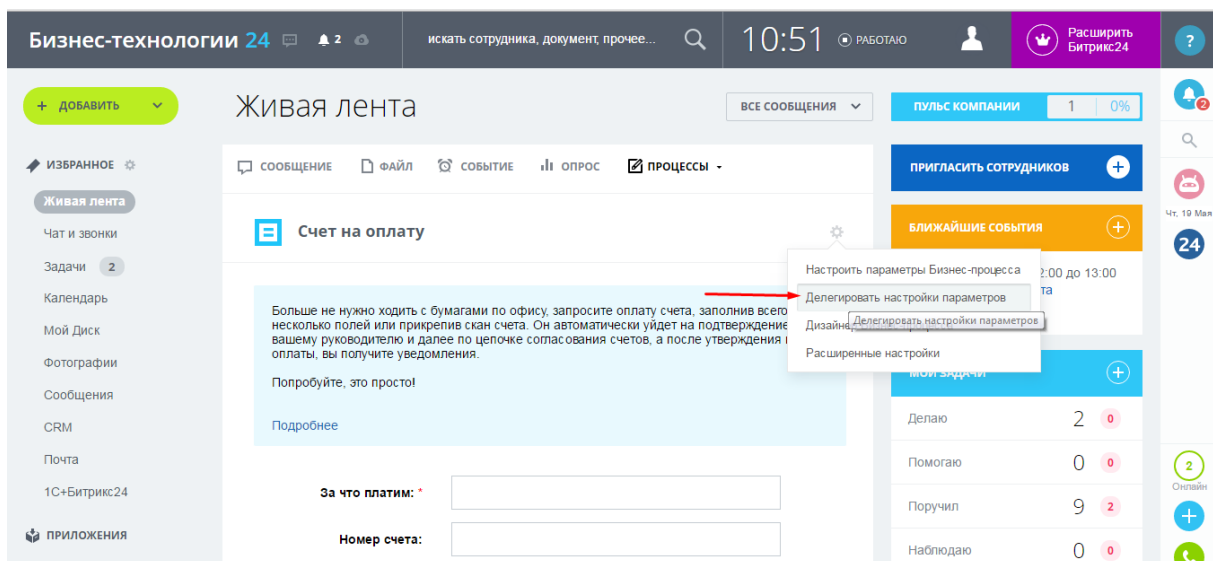 Бизнес-технологии 24
2
искать сотрудника, документ, прочее...
10:51
РАБОТАЮ
Расширить
Битрикс24
?
+ ДОБАВИТЬ
ИЗБРАННОЕ
Живая лента
Чат и звонки
Задачи 2
Календарь
Мой Диск
Фотографии
Сообщения
CRM
Почта
1С+Битрикс24
ПРИЛОЖЕНИЯ
Живая лента
ВСЕ СООБЩЕНИЯ
СООБЩЕНИЕ ФАЙЛ СОБЫТИЕ ОПРОС ПРОЦЕССЫ
Счет на оплату
Больше не нужно ходить с бумагами по офису, запросите оплату счета, заполнив всего
несколько полей или прикрепив скан счета. Он автоматически уйдет на подтверждение
вашему руководителю и далее по цепочке согласования счетов, а после утверждения
оплаты, вы получите уведомления.
Попробуйте, это просто!
Подробнее
За что платим: *
Номер счета:
Настроить параметры Бизнес-процесса
Делегировать настройки параметров
Делегировать настройки параметров
Расширенные настройки
ПУЛЬС КОМПАНИИ 1 0%
ПРИГЛАСИТЬ СОТРУДНИКОВ
БЛИЖАЙШИЕ СОБЫТИЯ
2:00 до 13:00
та
МОИ ЗАДАЧИ
Делаю 2 0
Помогаю 0 0
Поручил 9 2
Наблюдаю 0 0
2
Чт, 19 Мая
24
2
Онлайн